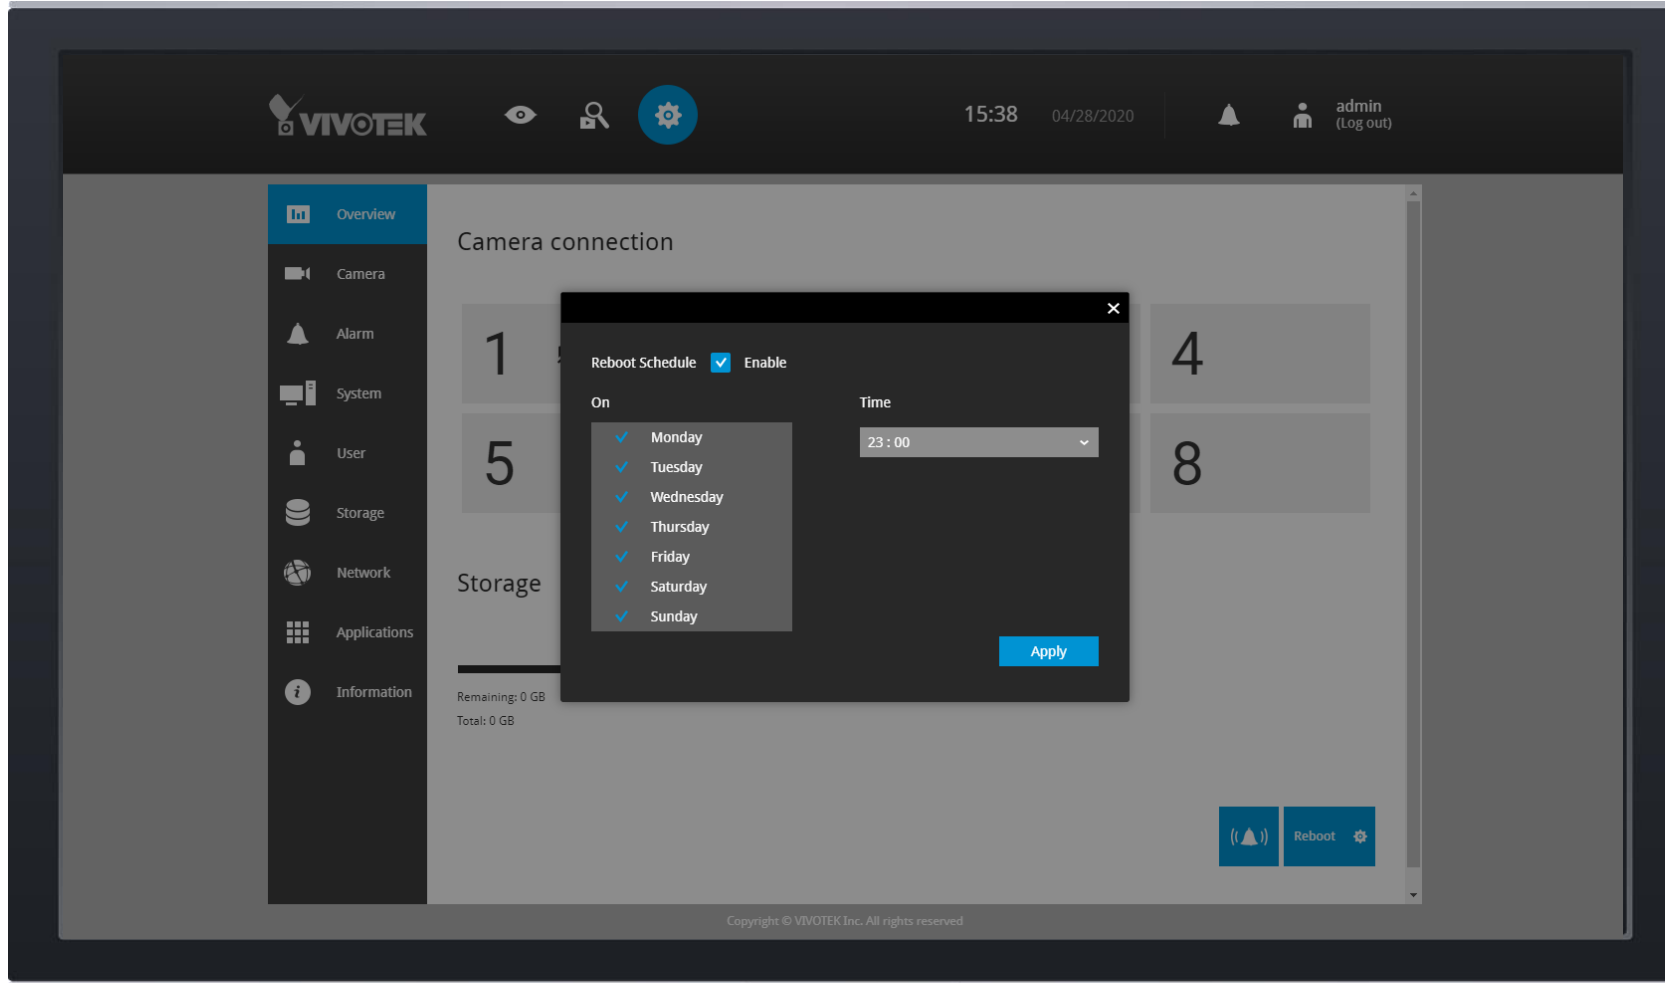 VIVOTEK
15:38 04/28/2020
admin
(Log out)
Overview
Camera
Alarm
System
User
Storage
Network
Applications
Information
Camera connection
1
4
5
8
Reboot Schedule Enable
On
Time
Monday
Tuesday
Wednesday
Thursday
Friday
Saturday
Sunday
23 : 00
Apply
Storage
Remaining: 0 GB
Total: 0 GB
Reboot
Copyright © VIVOTEK Inc. All rights reserved